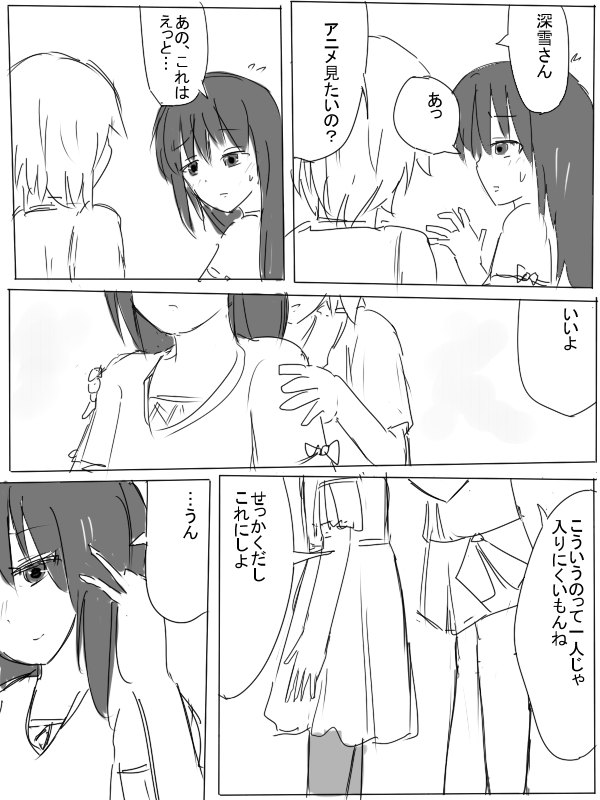 深雪さん
あっ
アニメ見たいの？
あの、これは
えっと…
いいよ
こういうのって一人じゃ
入りにくいもんね
せっかくだし
これにしよ
…うん